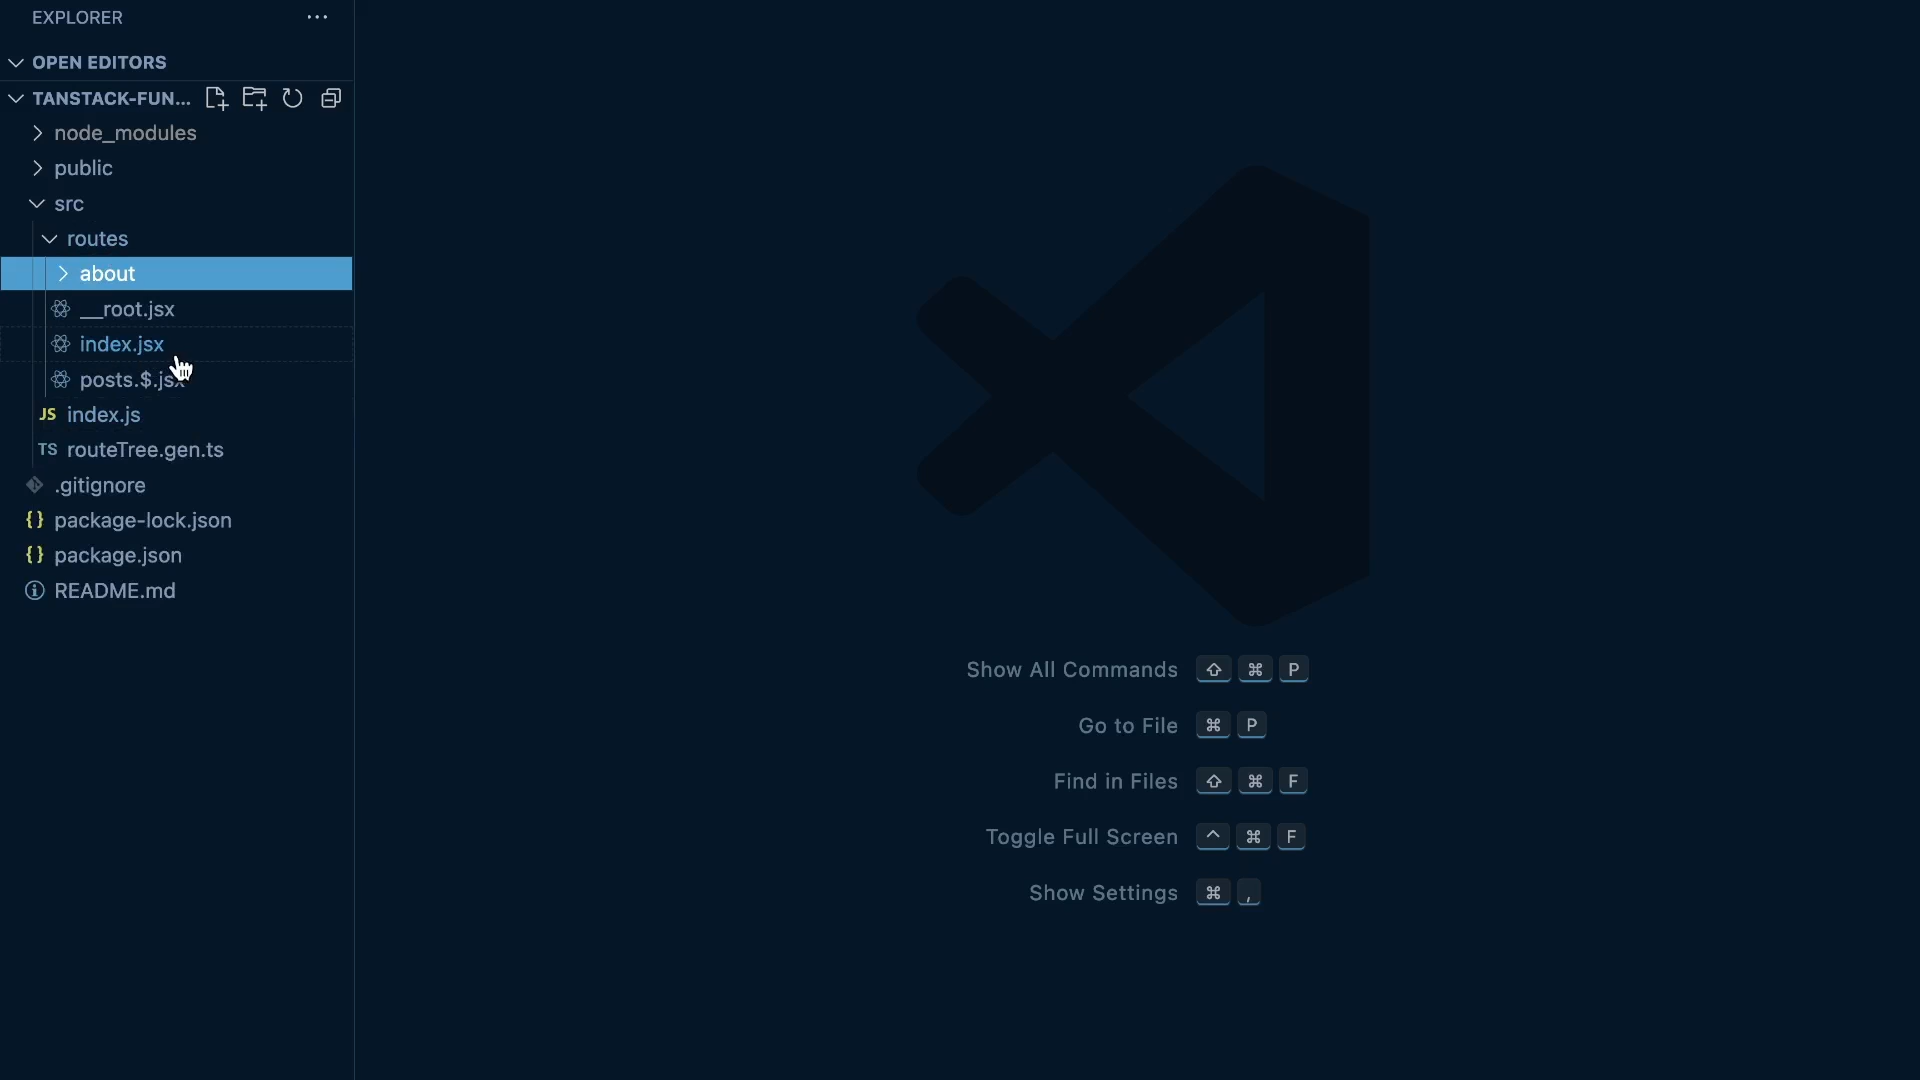 EXPLORER
OPEN EDITORS
TANSTACK-FUN...
node_modules
public
src
routes
about
__root.jsx
index.jsx
posts.$.jsx
JS index.js
TS routeTree.gen.ts
.gitignore
{} package-lock.json
{} package.json
README.md
Show All Commands ⇧ ⌘ P
Go to File ⌘ P
Find in Files ⇧ ⌘ F
Toggle Full Screen ^ ⌘ F
Show Settings ⌘ ,